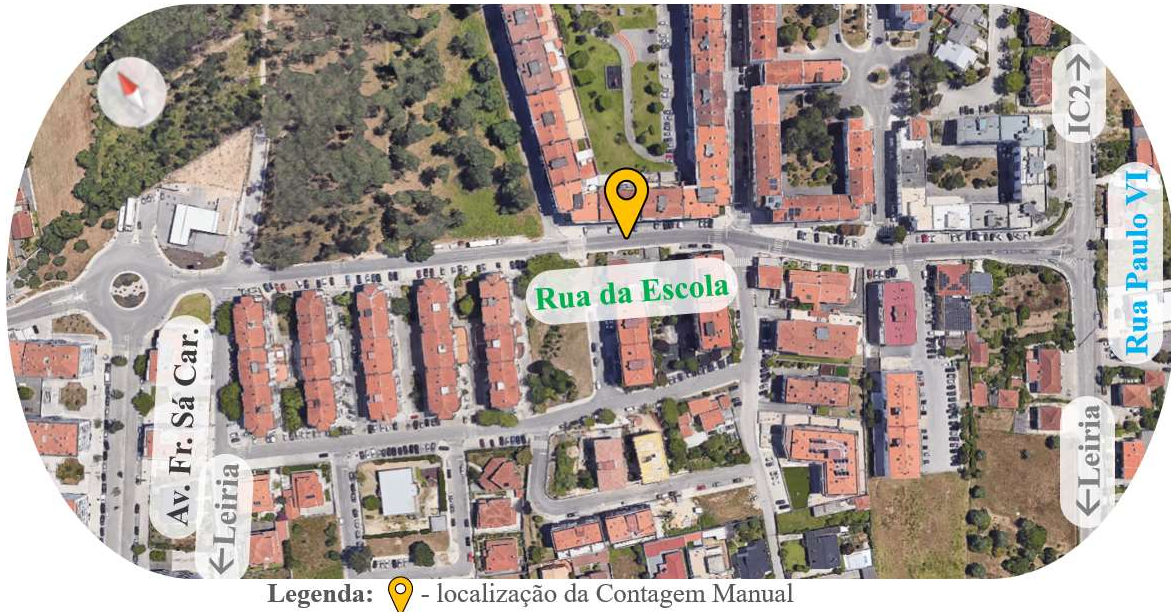 IC2→
Rua Paulo VI
Rua da Escola
Av. Fr. Sá Car.
←Leiria
←Leiria
Legenda: - localização da Contagem Manual